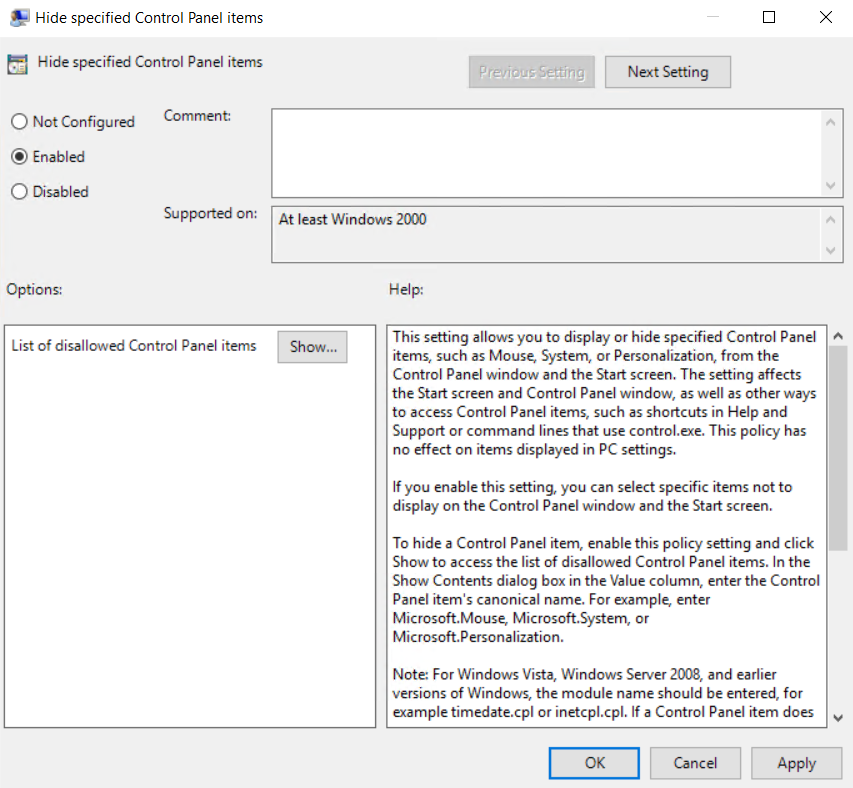 Hide specified Control Panel items
Hide specified Control Panel items
Previous Setting
Next Setting
Not Configured
Enabled
Disabled
Comment:
Supported on:
At least Windows 2000
Options:
Help:
List of disallowed Control Panel items
Show...
This setting allows you to display or hide specified Control Panel
items, such as Mouse, System, or Personalization, from the
Control Panel window and the Start screen. The setting affects
the Start screen and Control Panel window, as well as other ways
to access Control Panel items, such as shortcuts in Help and
Support or command lines that use control.exe. This policy has
no effect on items displayed in PC settings.
If you enable this setting, you can select specific items not to
display on the Control Panel window and the Start screen.
To hide a Control Panel item, enable this policy setting and click
Show to access the list of disallowed Control Panel items. In the
Show Contents dialog box in the Value column, enter the Control
Panel item's canonical name. For example, enter
Microsoft.Mouse, Microsoft.System, or
Microsoft.Personalization.
Note: For Windows Vista, Windows Server 2008, and earlier
versions of Windows, the module name should be entered, for
example timedate.cpl or inetcpl.cpl. If a Control Panel item does
OK
Cancel
Apply